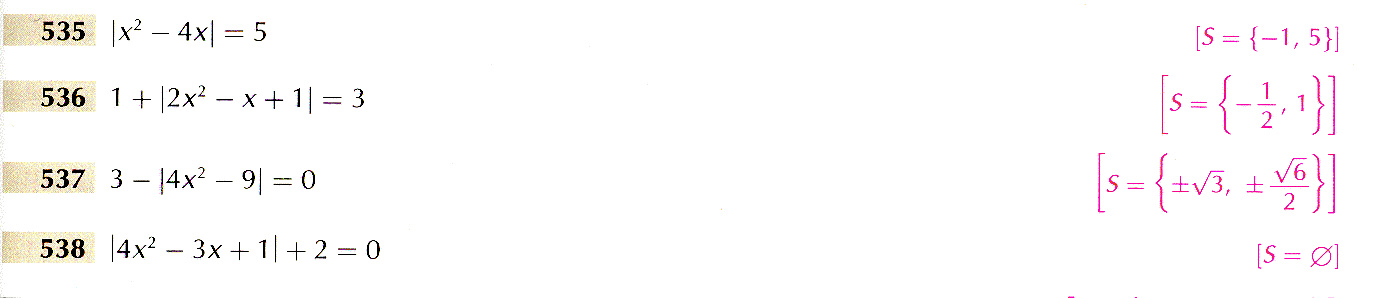 535 |x² − 4x| = 5 [S = {−1, 5}]
536 1 + |2x² − x + 1| = 3 [S = {−1/2, 1}]
537 3 − |4x² − 9| = 0 [S = {±√3, ±√6/2}]
538 |4x² − 3x + 1| + 2 = 0 [S = ∅]